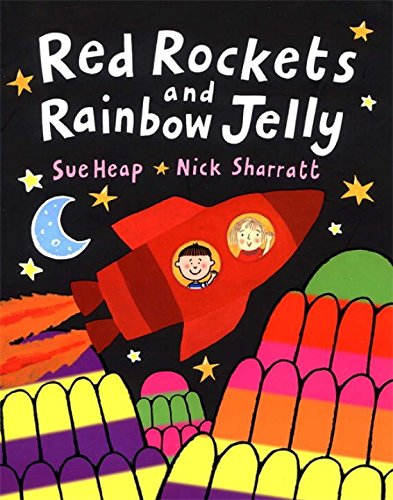 Red Rockets
and
Rainbow Jelly
Sue Heap ★ Nick Sharratt